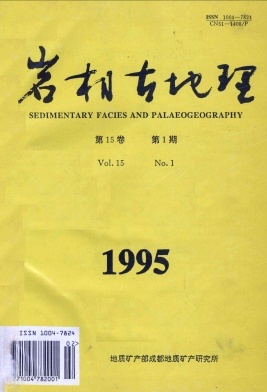 ISSN 1004—7824
CN51—1408/P
岩相古地理
SEDIMENTARY FACIES AND PALAEOGEOGRAPHY
第15卷 第1期
Vol. 15 No. 1
1995
ISSN 1004-7824
02
771004782001
地质矿产部成都地质矿产研究所